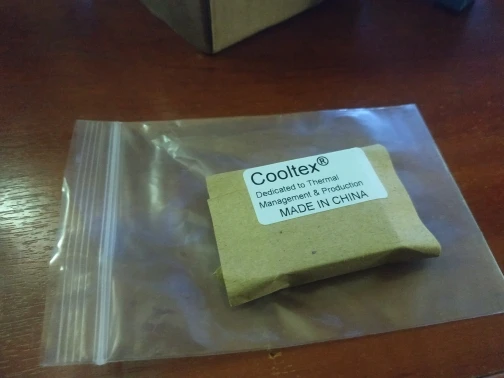 Cooltex®
Dedicated to Thermal
Management & Production
MADE IN CHINA